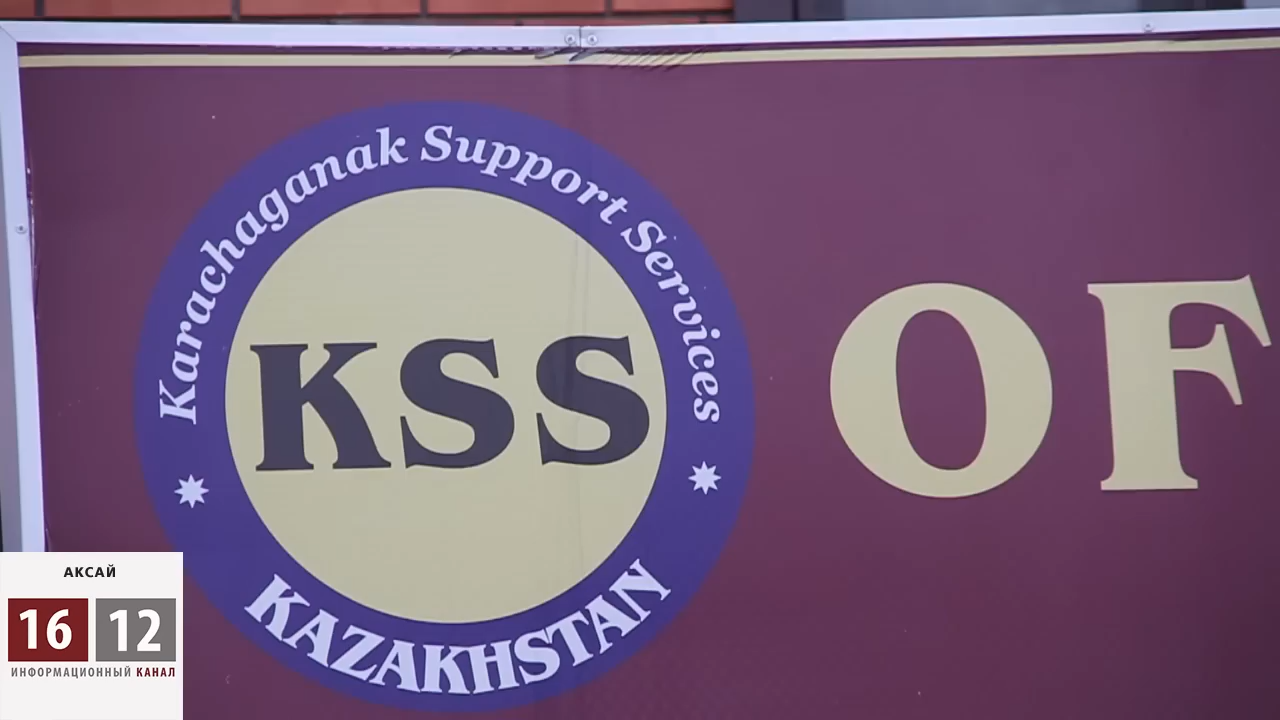 Karachaganak Support Services
KSS
KAZAKHSTAN
OF
АКСАЙ
16 12
ИНФОРМАЦИОННЫЙ КАНАЛ